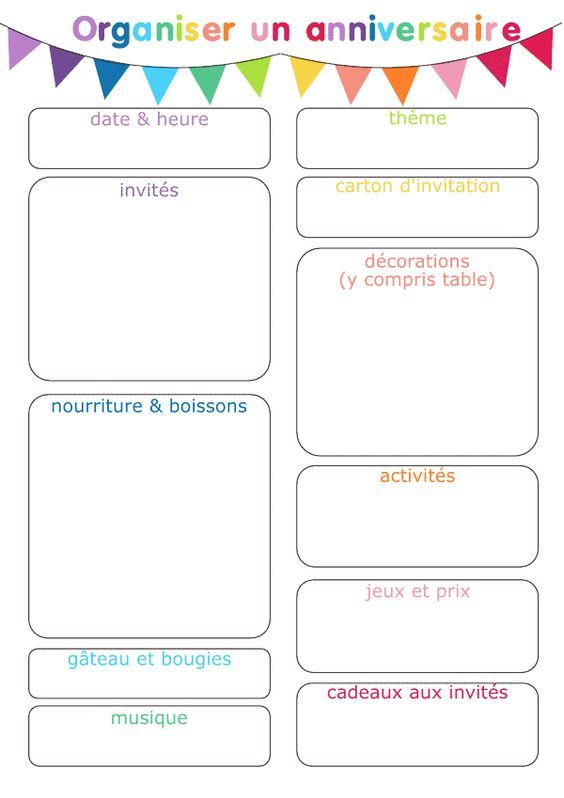 Organiser un anniversaire
date & heure
invités
nourriture & boissons
gâteau et bougies
musique
thème
carton d'invitation
décorations
(y compris table)
activités
jeux et prix
cadeaux aux invités